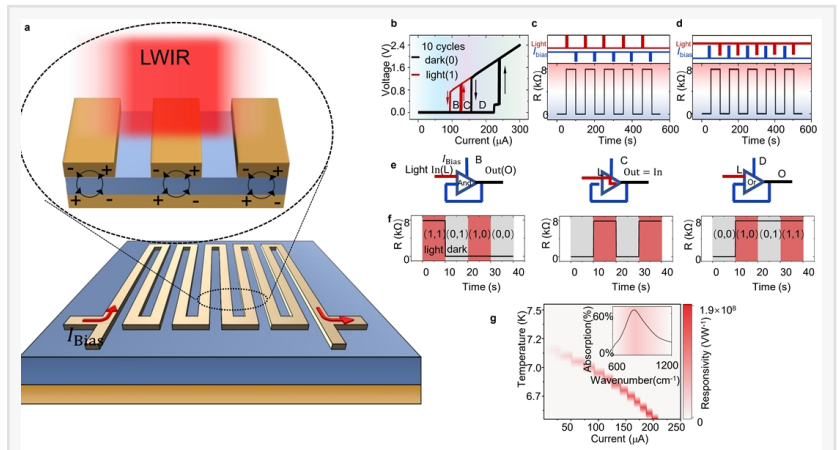 a
LWIR
- + - + - +
+ - + -
I_Bias
b
10 cycles
dark(0)
light(1)
B C D
Voltage (V)
2.4
1.6
0.8
0.0
0 100 200 300
Current (μA)
c
Light
I_bias
R (kΩ)
8
0
0 200 400 600
Time (s)
d
Light
I_bias
R (kΩ)
8
0
0 200 400 600
Time (s)
e
Light In(L)
I_Bias
B
And
Out(O)
L
C
Out = In
L
D
Or
O
f
R (kΩ)
8
0
(1,1) (0,1) (1,0) (0,0)
light dark
0 10 20 30 40
Time (s)
R (kΩ)
8
0
0 10 20 30 40
Time (s)
R (kΩ)
8
0
(0,0) (1,0) (0,1) (1,1)
0 10 20 30 40
Time (s)
g
Temperature (K)
7.5
7.2
7.0
6.7
50 100 150 200 250
Current (μA)
Absorption(%)
60%
0%
600 1200
Wavenumber(cm⁻¹)
1.9×10⁸
Responsivity (VW⁻¹)
0